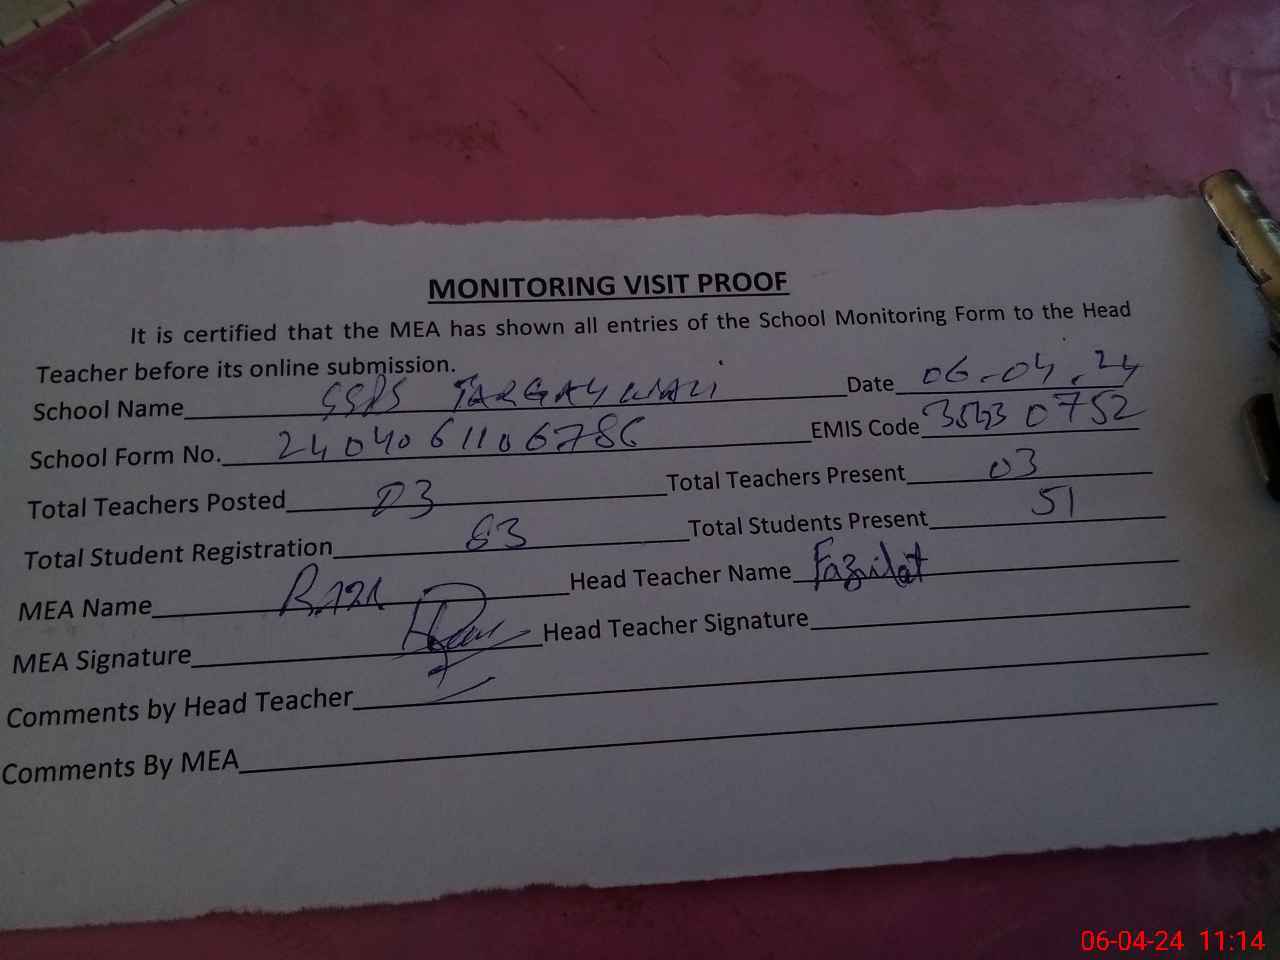 MONITORING VISIT PROOF
It is certified that the MEA has shown all entries of the School Monitoring Form to the Head
Teacher before its online submission.
School Name TARGAYWALI Date 06.04.24
School Form No. 2404061106786 EMIS Code 35430752
Total Teachers Posted 03 Total Teachers Present 03
Total Student Registration 63 Total Students Present 51
MEA Name Head Teacher Name Fazilat
MEA Signature Head Teacher Signature
Comments by Head Teacher
Comments By MEA
06-04-24 11:14